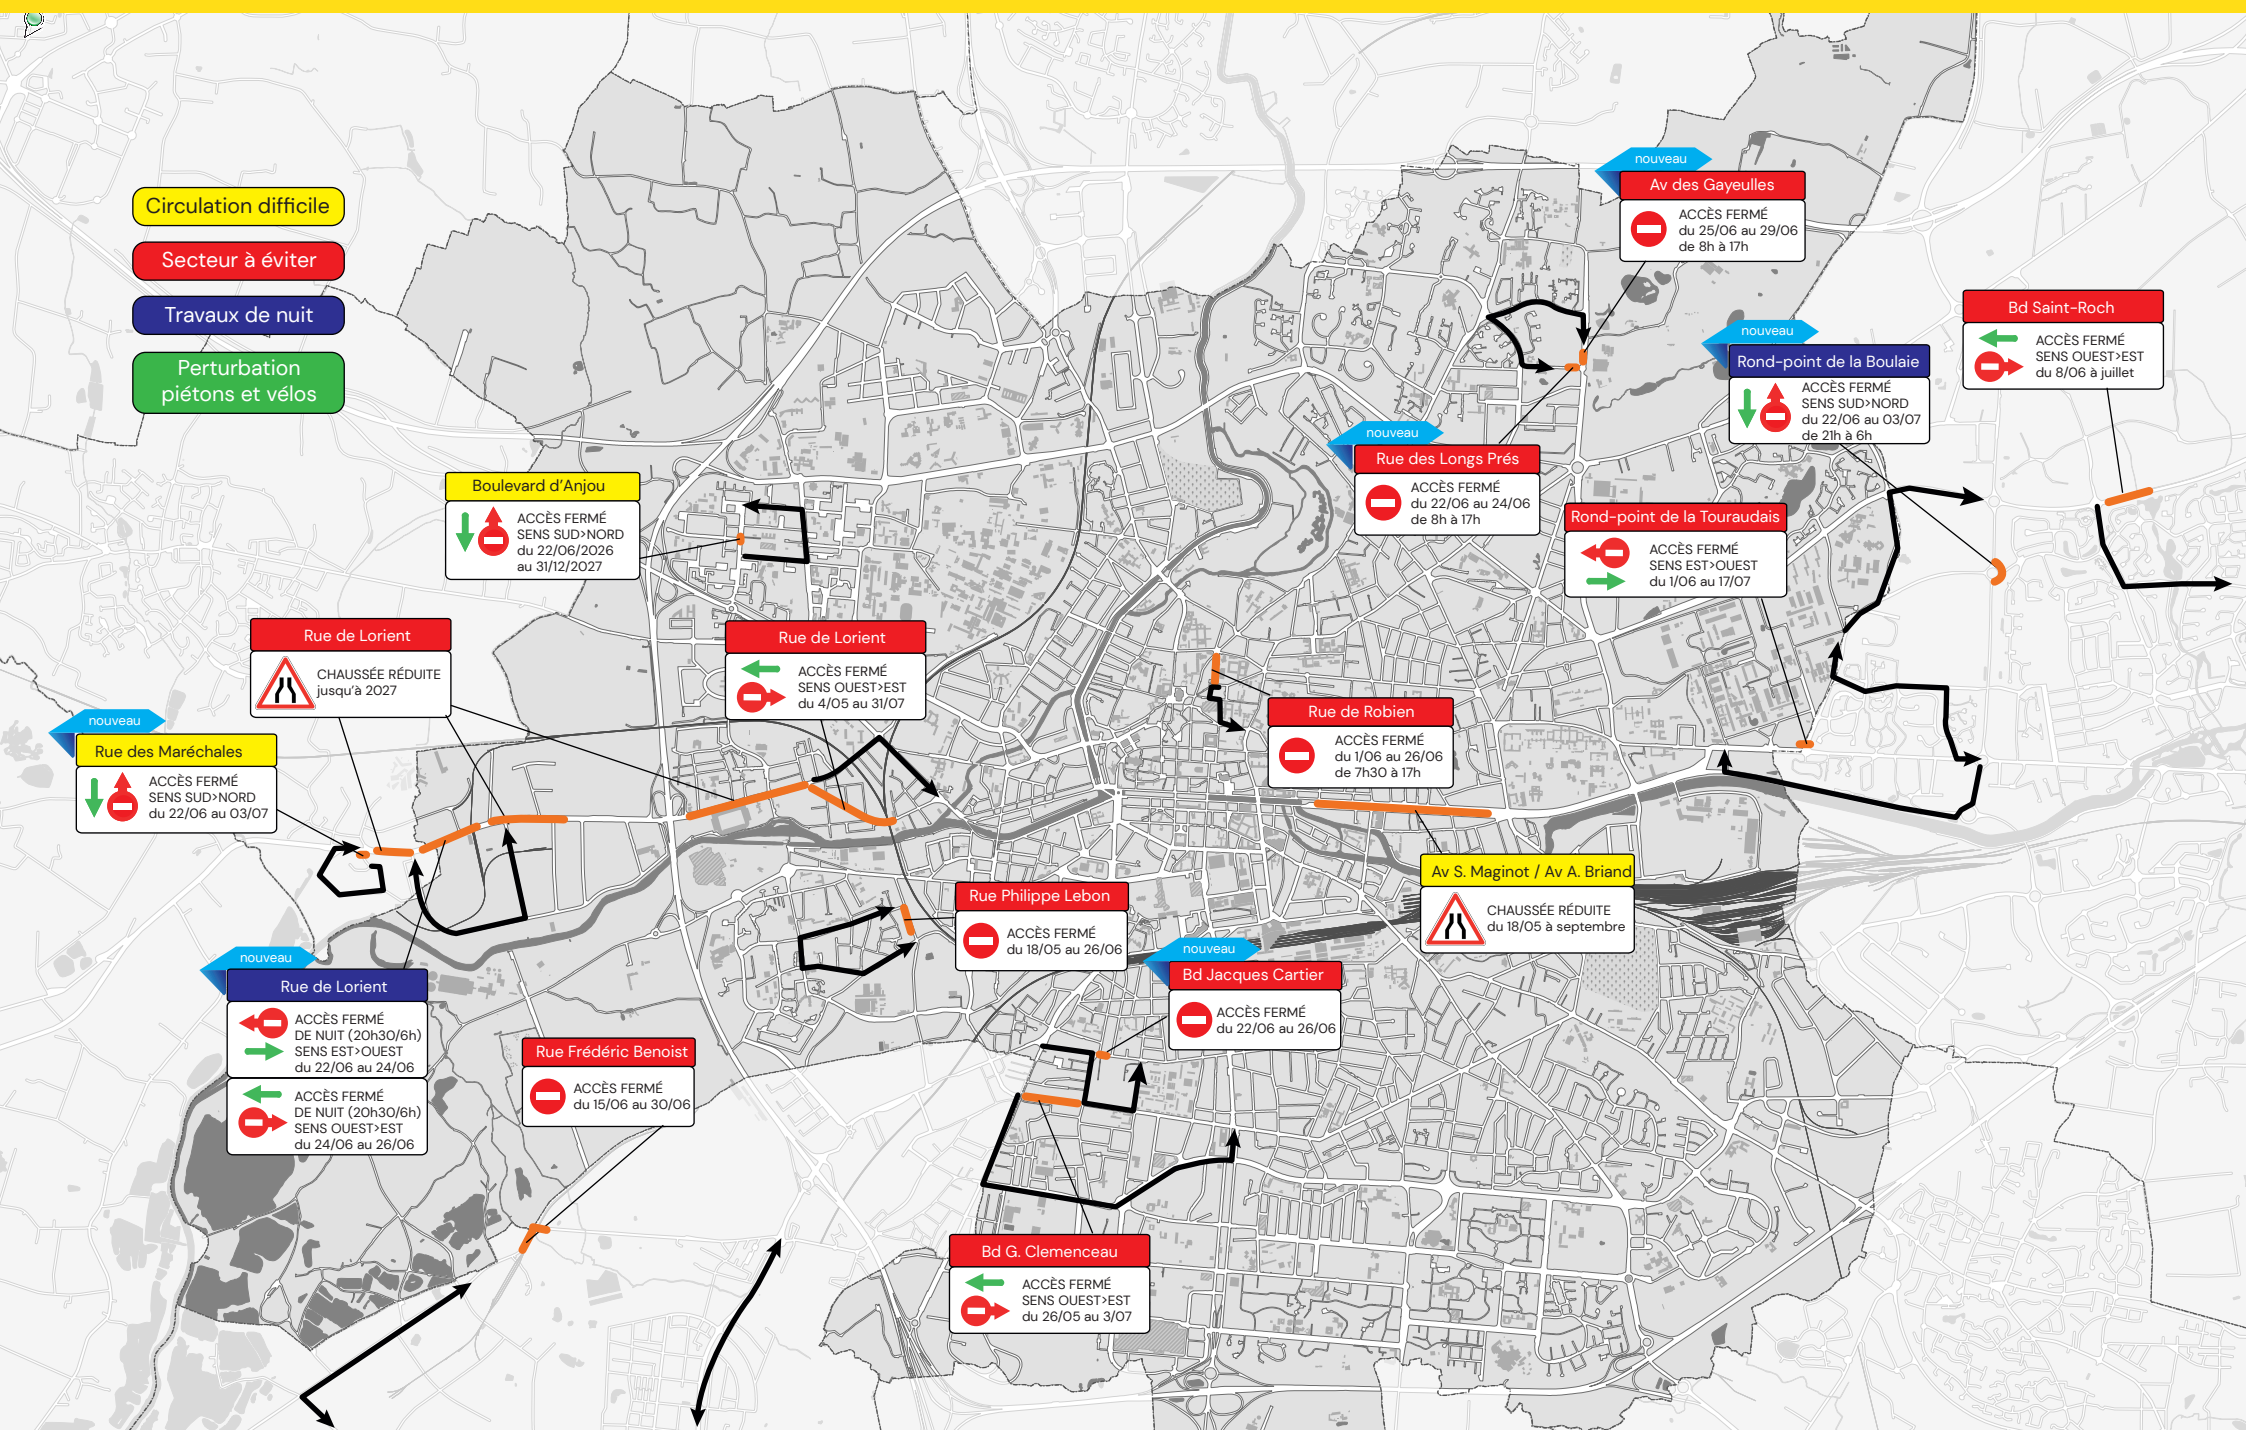 Circulation difficile
Secteur à éviter
Travaux de nuit
Perturbation
piétons et vélos
nouveau
Av des Gayeulles
ACCÈS FERMÉ
du 25/06 au 29/06
de 8h à 17h
Bd Saint-Roch
ACCÈS FERMÉ
SENS OUEST>EST
du 8/06 à juillet
nouveau
Rond-point de la Boulaie
ACCÈS FERMÉ
SENS SUD>NORD
du 22/06 au 03/07
de 21h à 6h
nouveau
Rue des Longs Prés
ACCÈS FERMÉ
du 22/06 au 24/06
de 8h à 17h
Boulevard d'Anjou
ACCÈS FERMÉ
SENS SUD>NORD
du 22/06/2026
au 31/12/2027
Rond-point de la Touraudais
ACCÈS FERMÉ
SENS EST>OUEST
du 1/06 au 17/07
Rue de Lorient
CHAUSSÉE RÉDUITE
jusqu'à 2027
Rue de Lorient
ACCÈS FERMÉ
SENS OUEST>EST
du 4/05 au 31/07
Rue de Robien
ACCÈS FERMÉ
du 1/06 au 26/06
de 7h30 à 17h
nouveau
Rue des Maréchales
ACCÈS FERMÉ
SENS SUD>NORD
du 22/06 au 03/07
Av S. Maginot / Av A. Briand
CHAUSSÉE RÉDUITE
du 18/05 à septembre
Rue Philippe Lebon
ACCÈS FERMÉ
du 18/05 au 26/06
nouveau
Bd Jacques Cartier
ACCÈS FERMÉ
du 22/06 au 26/06
nouveau
Rue de Lorient
ACCÈS FERMÉ
DE NUIT (20h30/6h)
SENS EST>OUEST
du 22/06 au 24/06
ACCÈS FERMÉ
DE NUIT (20h30/6h)
SENS OUEST>EST
du 24/06 au 26/06
Rue Frédéric Benoist
ACCÈS FERMÉ
du 15/06 au 30/06
Bd G. Clemenceau
ACCÈS FERMÉ
SENS OUEST>EST
du 26/05 au 3/07